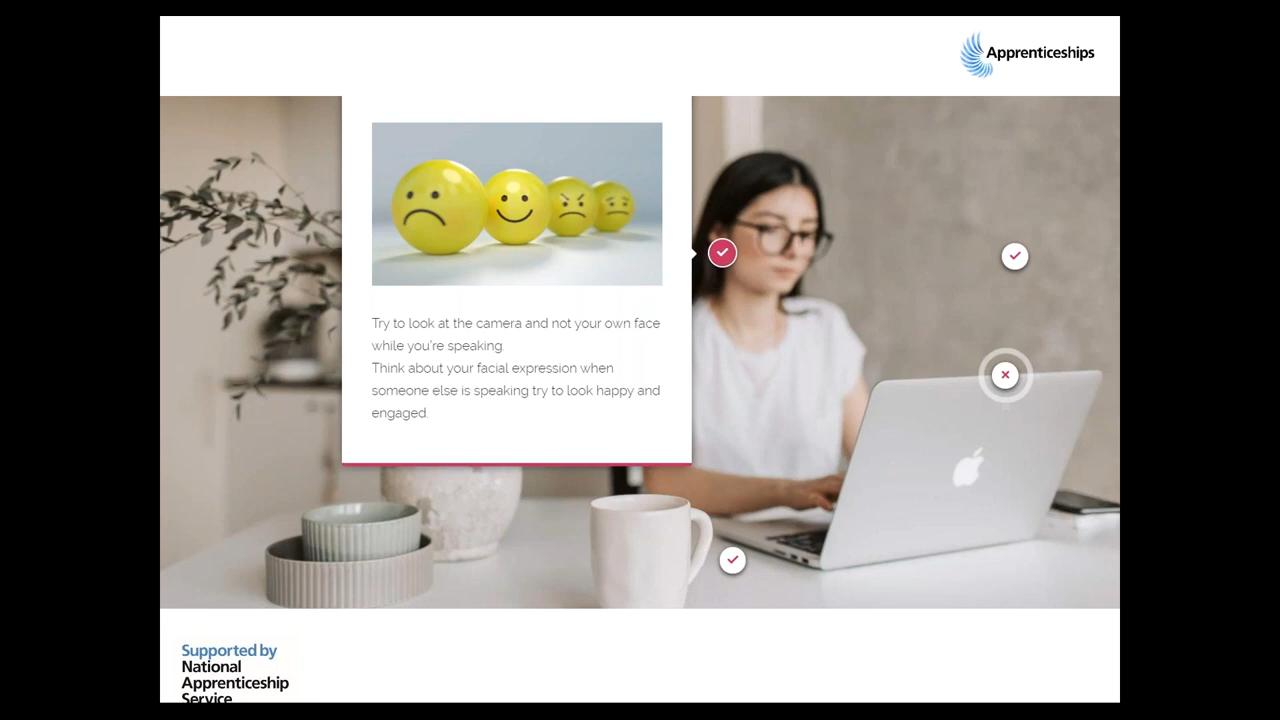 Apprenticeships
Try to look at the camera and not your own face
while you're speaking.
Think about your facial expression when
someone else is speaking try to look happy and
engaged.
Supported by
National
Apprenticeship
Service